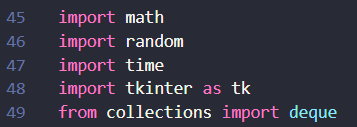 45 import math
46 import random
47 import time
48 import tkinter as tk
49 from collections import deque